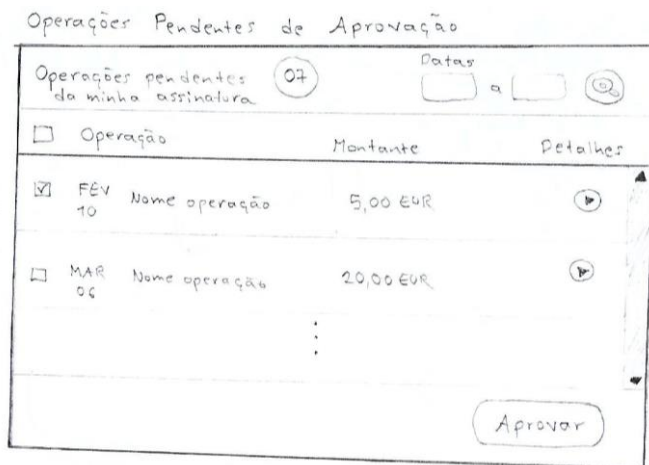 Operações Pendentes de Aprovação
Operações pendentes da minha assinatura
07
Datas
a
Operação Montante Detalhes
FEV 10 Nome operação 5,00 EUR
MAR 06 Nome operação 20,00 EUR
Aprovar